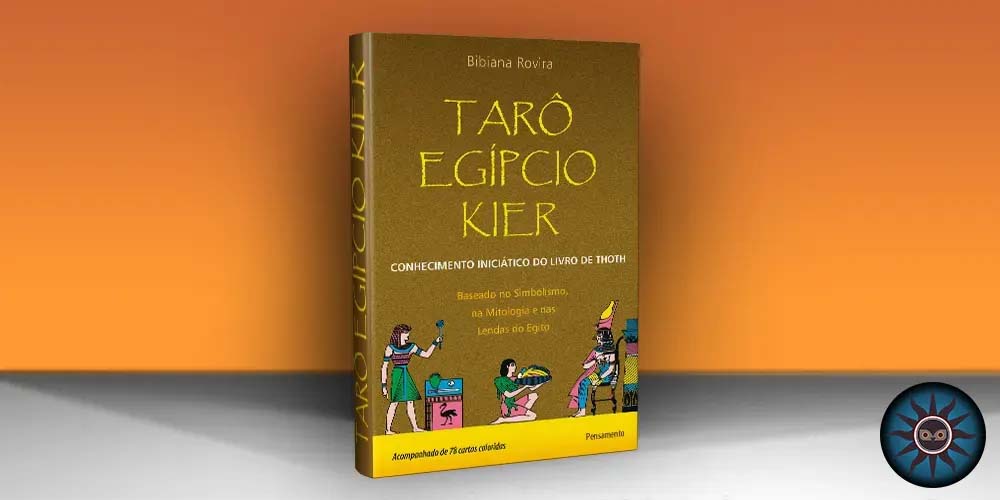 Bibiana Rovira
TARÔ
EGÍPCIO
KIER
CONHECIMENTO INICIÁTICO DO LIVRO DE THOTH
Baseado no Simbolismo,
na Mitologia e nas
Lendas do Egito
Acompanhado de 78 cartas coloridas
Pensamento
TARÔ EGÍPCIO KIER